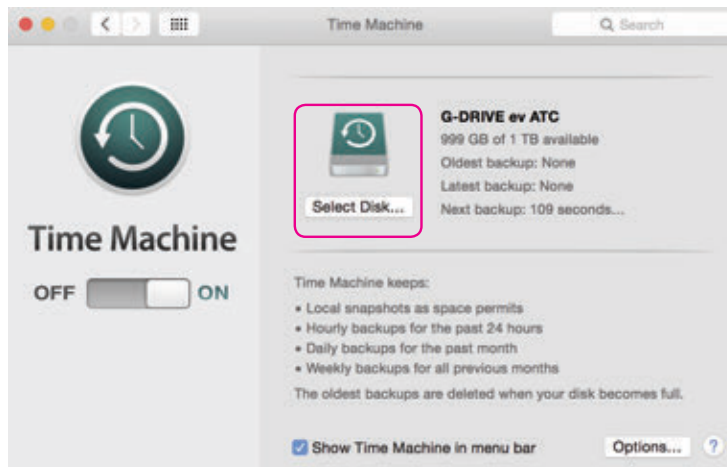 Time Machine
Search
Time Machine
OFF ON
Select Disk...
G-DRIVE ev ATC
999 GB of 1 TB available
Oldest backup: None
Latest backup: None
Next backup: 109 seconds...
Time Machine keeps:
• Local snapshots as space permits
• Hourly backups for the past 24 hours
• Daily backups for the past month
• Weekly backups for all previous months
The oldest backups are deleted when your disk becomes full.
Show Time Machine in menu bar
Options... ?